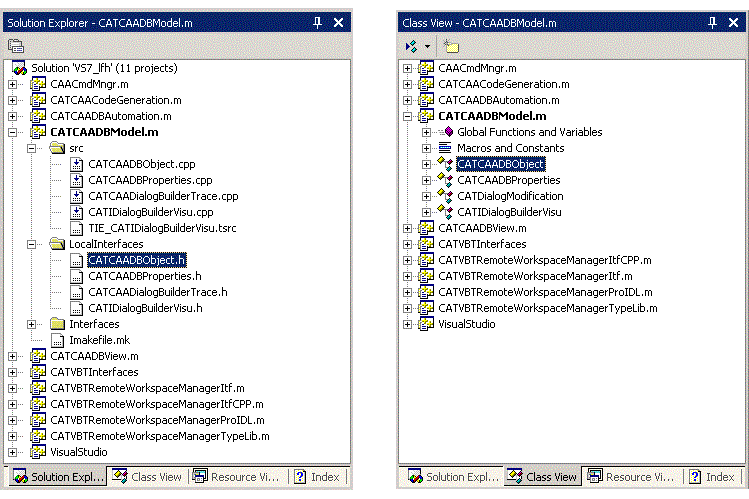 Solution Explorer - CATCAADBModel.m
Solution 'VS7_lfh' (11 projects)
CAACmdMngr.m
CATCAACodeGeneration.m
CATCAADBAutomation.m
CATCAADBModel.m
src
CATCAADBObject.cpp
CATCAADBProperties.cpp
CATCAADialogBuilderTrace.cpp
CATIDialogBuilderVisu.cpp
TIE_CATIDialogBuilderVisu.tsrc
LocalInterfaces
CATCAADBObject.h
CATCAADBProperties.h
CATCAADialogBuilderTrace.h
CATIDialogBuilderVisu.h
Interfaces
Imakefile.mk
CATCAADBView.m
CATVBTInterfaces
CATVBTRemoteWorkspaceManagerItf.m
CATVBTRemoteWorkspaceManagerItfCPP.m
CATVBTRemoteWorkspaceManagerProIDL.m
CATVBTRemoteWorkspaceManagerTypeLib.m
VisualStudio
Solution Expl... Class View Resource Vi... Index
Class View - CATCAADBModel.m
CAACmdMngr.m
CATCAACodeGeneration.m
CATCAADBAutomation.m
CATCAADBModel.m
Global Functions and Variables
Macros and Constants
CATCAADBObject
CATCAADBProperties
CATDialogModification
CATIDialogBuilderVisu
CATCAADBView.m
CATVBTInterfaces
CATVBTRemoteWorkspaceManagerItfCPP.m
CATVBTRemoteWorkspaceManagerItf.m
CATVBTRemoteWorkspaceManagerProIDL.m
CATVBTRemoteWorkspaceManagerTypeLib.m
VisualStudio
Solution Expl... Class View Resource Vi... Index